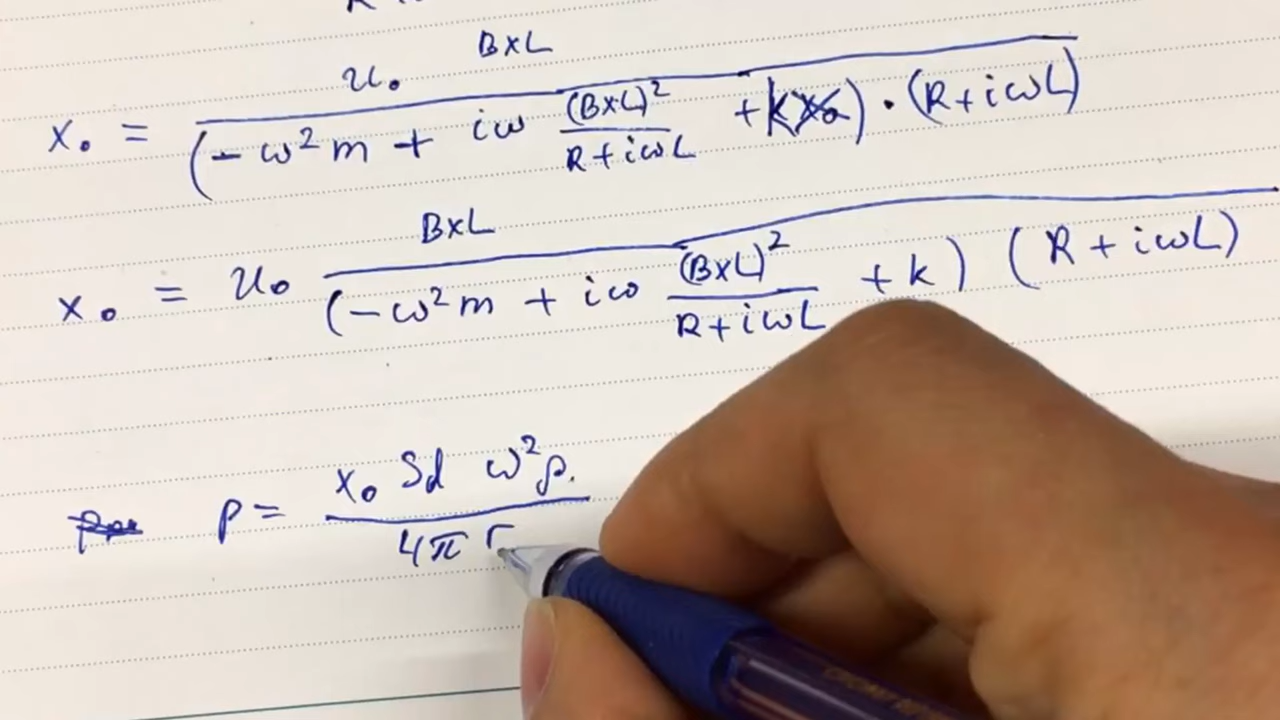 x₀ = u₀ BxL / ((-ω²m + iω (BxL)² / (R+iωL) + k) · (R+iωL))
x₀ = u₀ BxL / ((-ω²m + iω (BxL)² / (R+iωL) + k) (R+iωL))
p = x₀ Sd ω²ρ / (4π r)